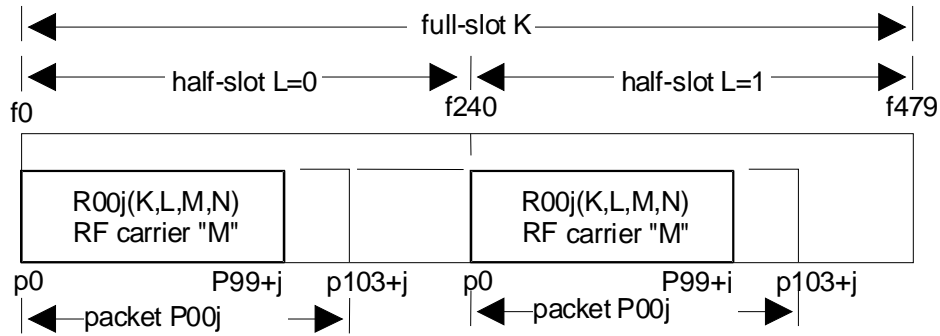 full-slot K
half-slot L=0 half-slot L=1
f0 f240 f479
R00j(K,L,M,N) R00j(K,L,M,N)
RF carrier "M" RF carrier "M"
p0 P99+j p103+j p0 P99+j p103+j
packet P00j packet P00j